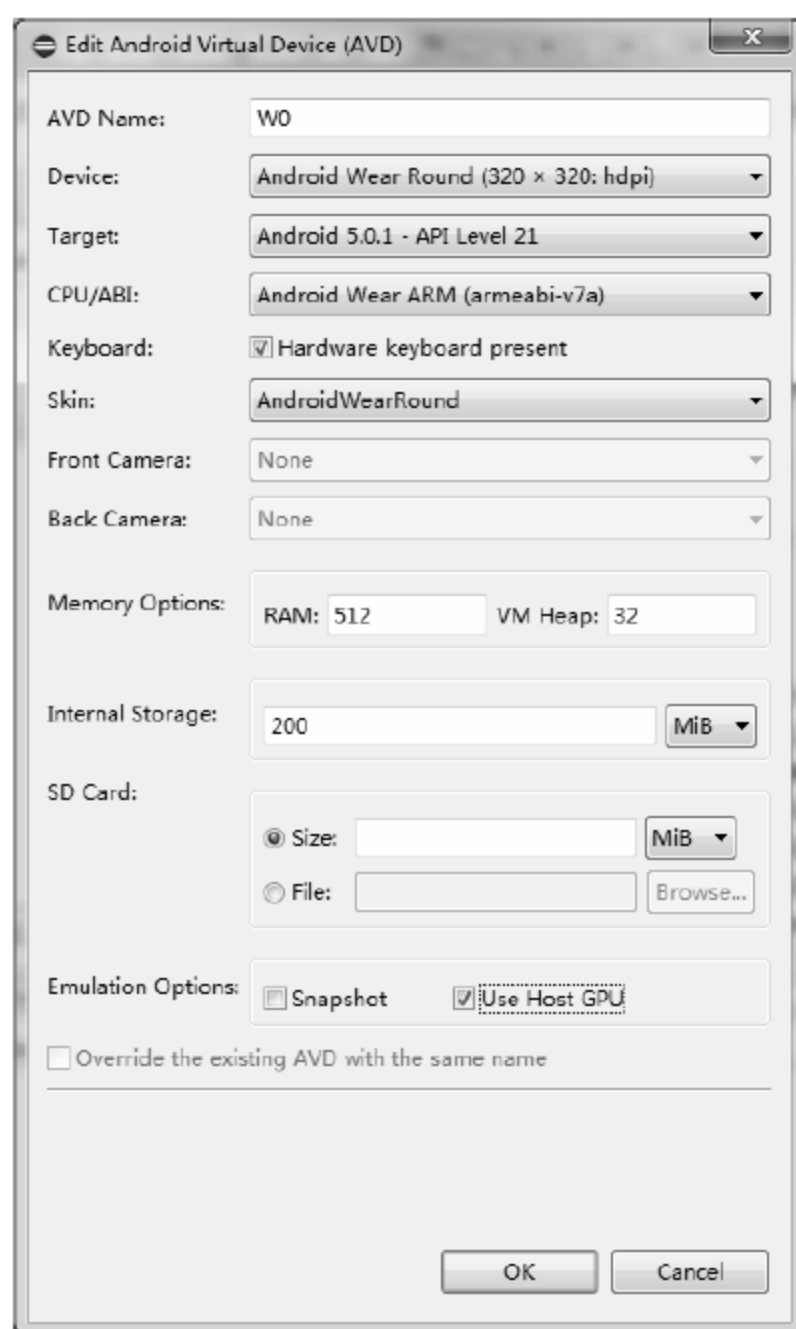 Edit Android Virtual Device (AVD)
AVD Name: W0
Device: Android Wear Round (320 × 320: hdpi)
Target: Android 5.0.1 - API Level 21
CPU/ABI: Android Wear ARM (armeabi-v7a)
Keyboard: Hardware keyboard present
Skin: AndroidWearRound
Front Camera: None
Back Camera: None
Memory Options: RAM: 512 VM Heap: 32
Internal Storage: 200 MiB
SD Card:
Size: MiB
File: Browse...
Emulation Options: Snapshot Use Host GPU
Override the existing AVD with the same name
OK Cancel